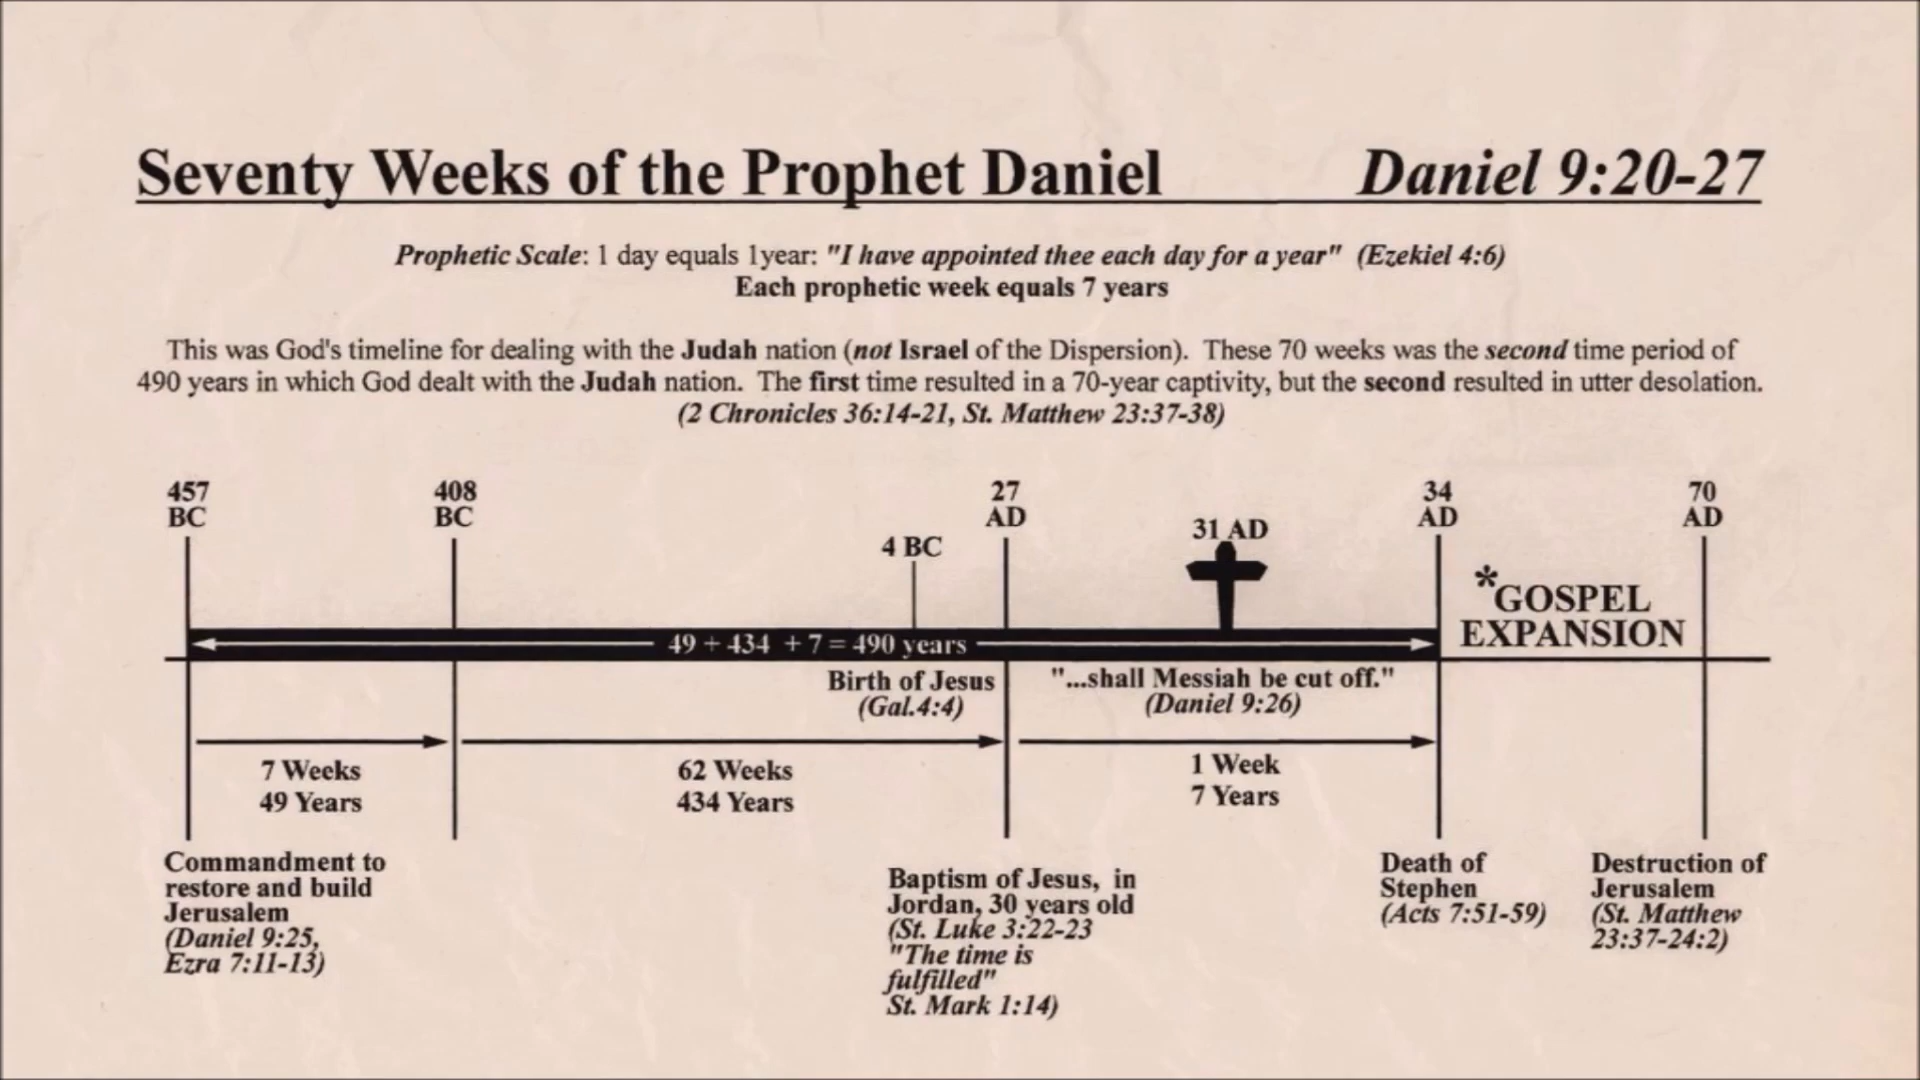 Seventy Weeks of the Prophet Daniel Daniel 9:20-27
Prophetic Scale: 1 day equals 1year: "I have appointed thee each day for a year" (Ezekiel 4:6)
Each prophetic week equals 7 years
This was God's timeline for dealing with the Judah nation (not Israel of the Dispersion). These 70 weeks was the second time period of
490 years in which God dealt with the Judah nation. The first time resulted in a 70-year captivity, but the second resulted in utter desolation.
(2 Chronicles 36:14-21, St. Matthew 23:37-38)
457
BC
408
BC
4 BC
27
AD
31 AD
34
AD
70
AD
*GOSPEL
EXPANSION
49 + 434 + 7 = 490 years
Birth of Jesus
(Gal.4:4)
"...shall Messiah be cut off."
(Daniel 9:26)
7 Weeks
49 Years
62 Weeks
434 Years
1 Week
7 Years
Commandment to
restore and build
Jerusalem
(Daniel 9:25,
Ezra 7:11-13)
Baptism of Jesus, in
Jordan, 30 years old
(St. Luke 3:22-23
"The time is
fulfilled"
St. Mark 1:14)
Death of
Stephen
(Acts 7:51-59)
Destruction of
Jerusalem
(St. Matthew
23:37-24:2)